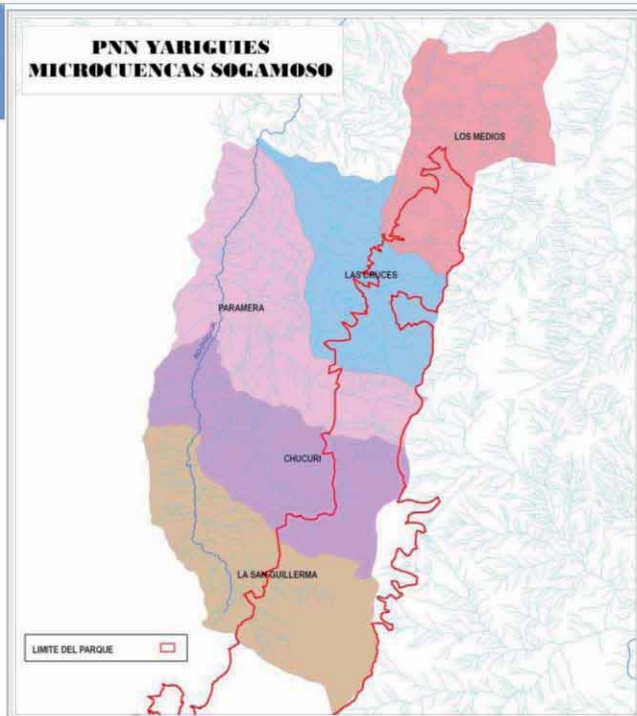 PNN YARIGUIES
MICROCUENCAS SOGAMOSO
LOS MEDIOS
LAS CRUCES
PARAMERA
CHUCURI
LA SAN GUILLERMA
LIMITE DEL PARQUE